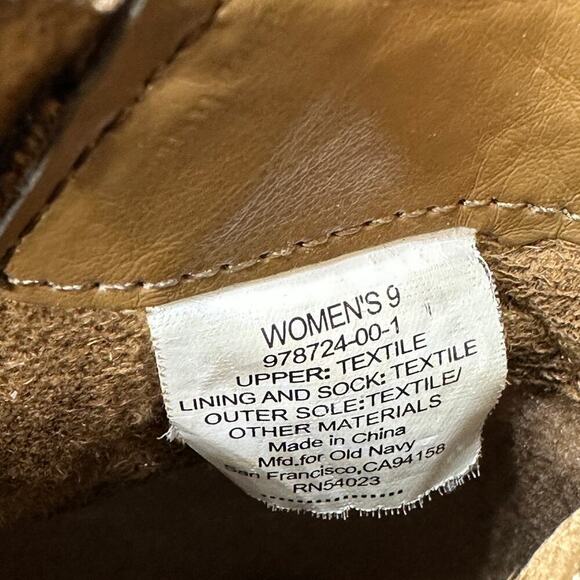 WOMEN'S 9
978724-00-1
UPPER: TEXTILE
LINING AND SOCK: TEXTILE
OUTER SOLE:TEXTILE/
OTHER MATERIALS
Made in China
Mfd.for Old Navy
San Francisco,CA94158
RN54023